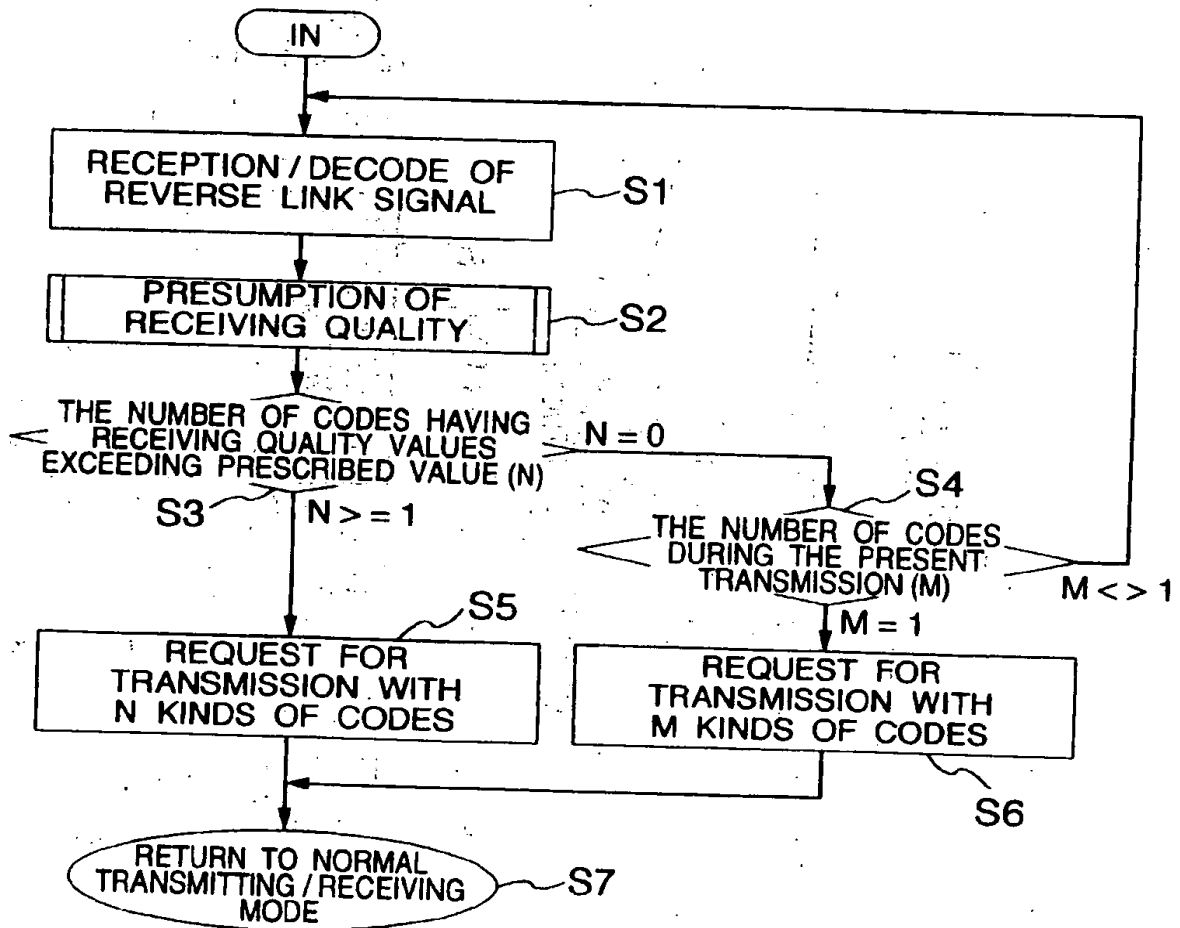 IN
RECEPTION / DECODE OF
REVERSE LINK SIGNAL
S1
PRESUMPTION OF
RECEIVING QUALITY
S2
THE NUMBER OF CODES HAVING
RECEIVING QUALITY VALUES
EXCEEDING PRESCRIBED VALUE (N)
N = 0
S3
N > = 1
S4
THE NUMBER OF CODES
DURING THE PRESENT
TRANSMISSION (M)
M < > 1
M = 1
S5
REQUEST FOR
TRANSMISSION WITH
N KINDS OF CODES
REQUEST FOR
TRANSMISSION WITH
M KINDS OF CODES
S6
RETURN TO NORMAL
TRANSMITTING / RECEIVING
MODE
S7